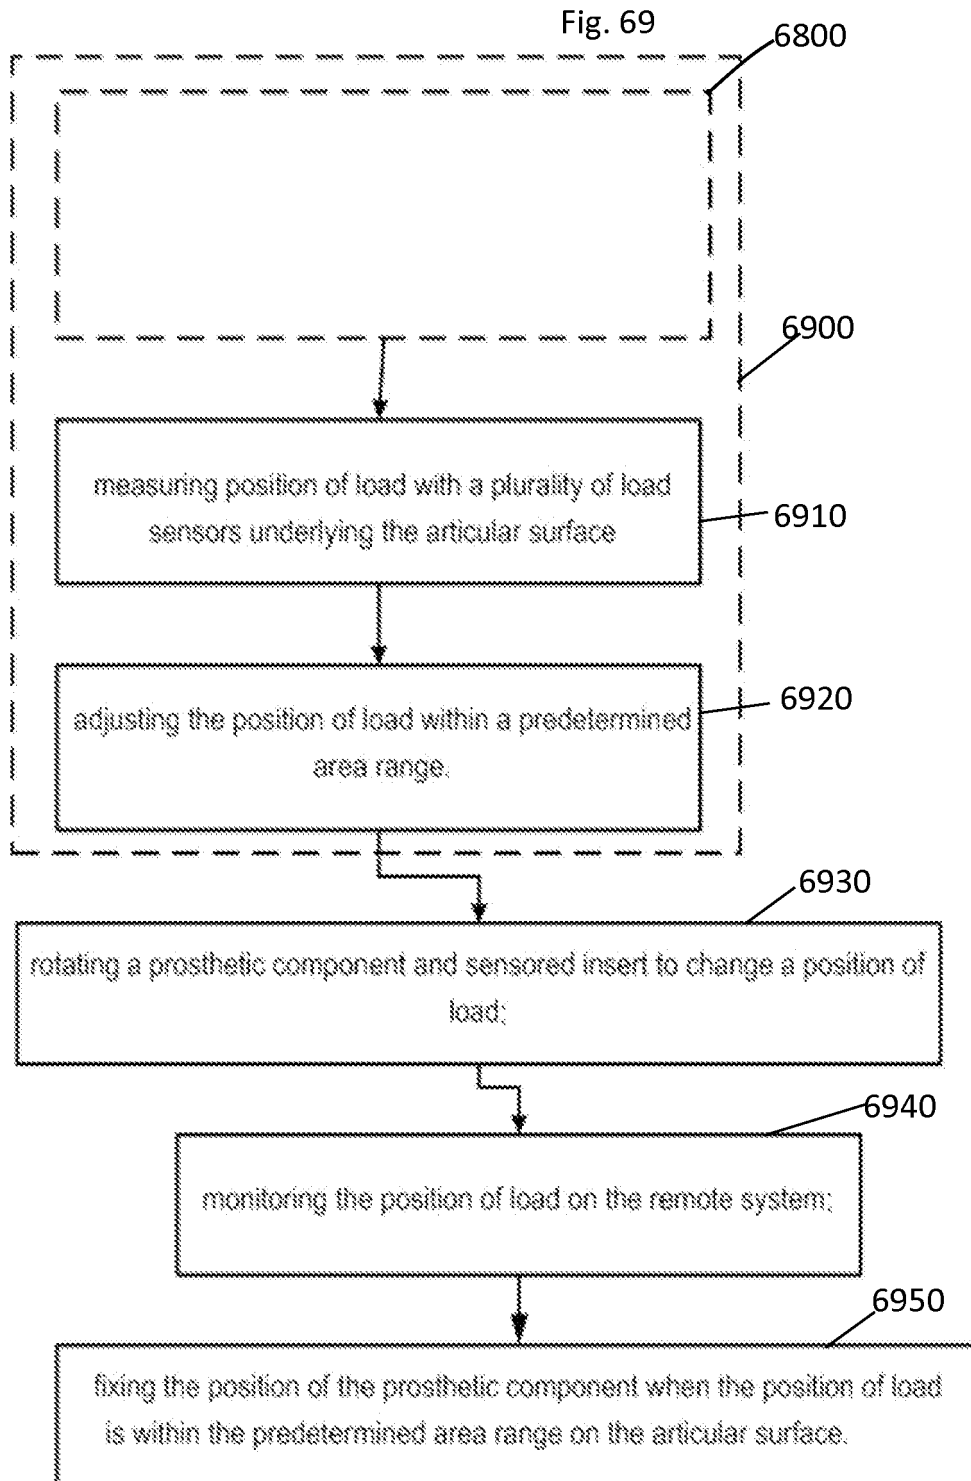 Fig. 69
6800
6900
measuring position of load with a plurality of load
sensors underlying the articular surface
6910
adjusting the position of load within a predetermined
area range.
6920
6930
rotating a prosthetic component and sensored insert to change a position of
load;
6940
monitoring the position of load on the remote system;
6950
fixing the position of the prosthetic component when the position of load
is within the predetermined area range on the articular surface.